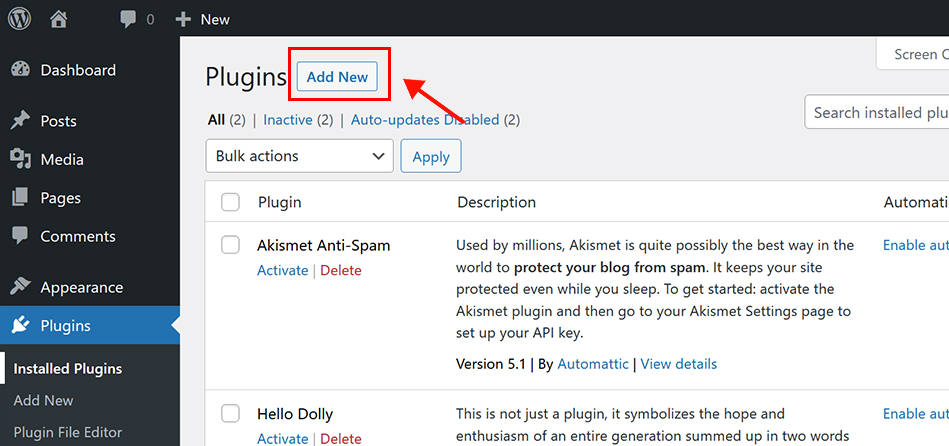 0 New
Dashboard
Posts
Media
Pages
Comments
Appearance
Plugins
Installed Plugins
Add New
Plugin File Editor
Screen O
Plugins Add New
All (2) | Inactive (2) | Auto-updates Disabled (2)
Search installed plu
Bulk actions Apply
Plugin Description Automati
Akismet Anti-Spam
Activate | Delete
Used by millions, Akismet is quite possibly the best way in the
world to protect your blog from spam. It keeps your site
protected even while you sleep. To get started: activate the
Akismet plugin and then go to your Akismet Settings page to
set up your API key.
Version 5.1 | By Automattic | View details
Enable aut
Hello Dolly
Activate | Delete
This is not just a plugin, it symbolizes the hope and
enthusiasm of an entire generation summed up in two words
Enable aut